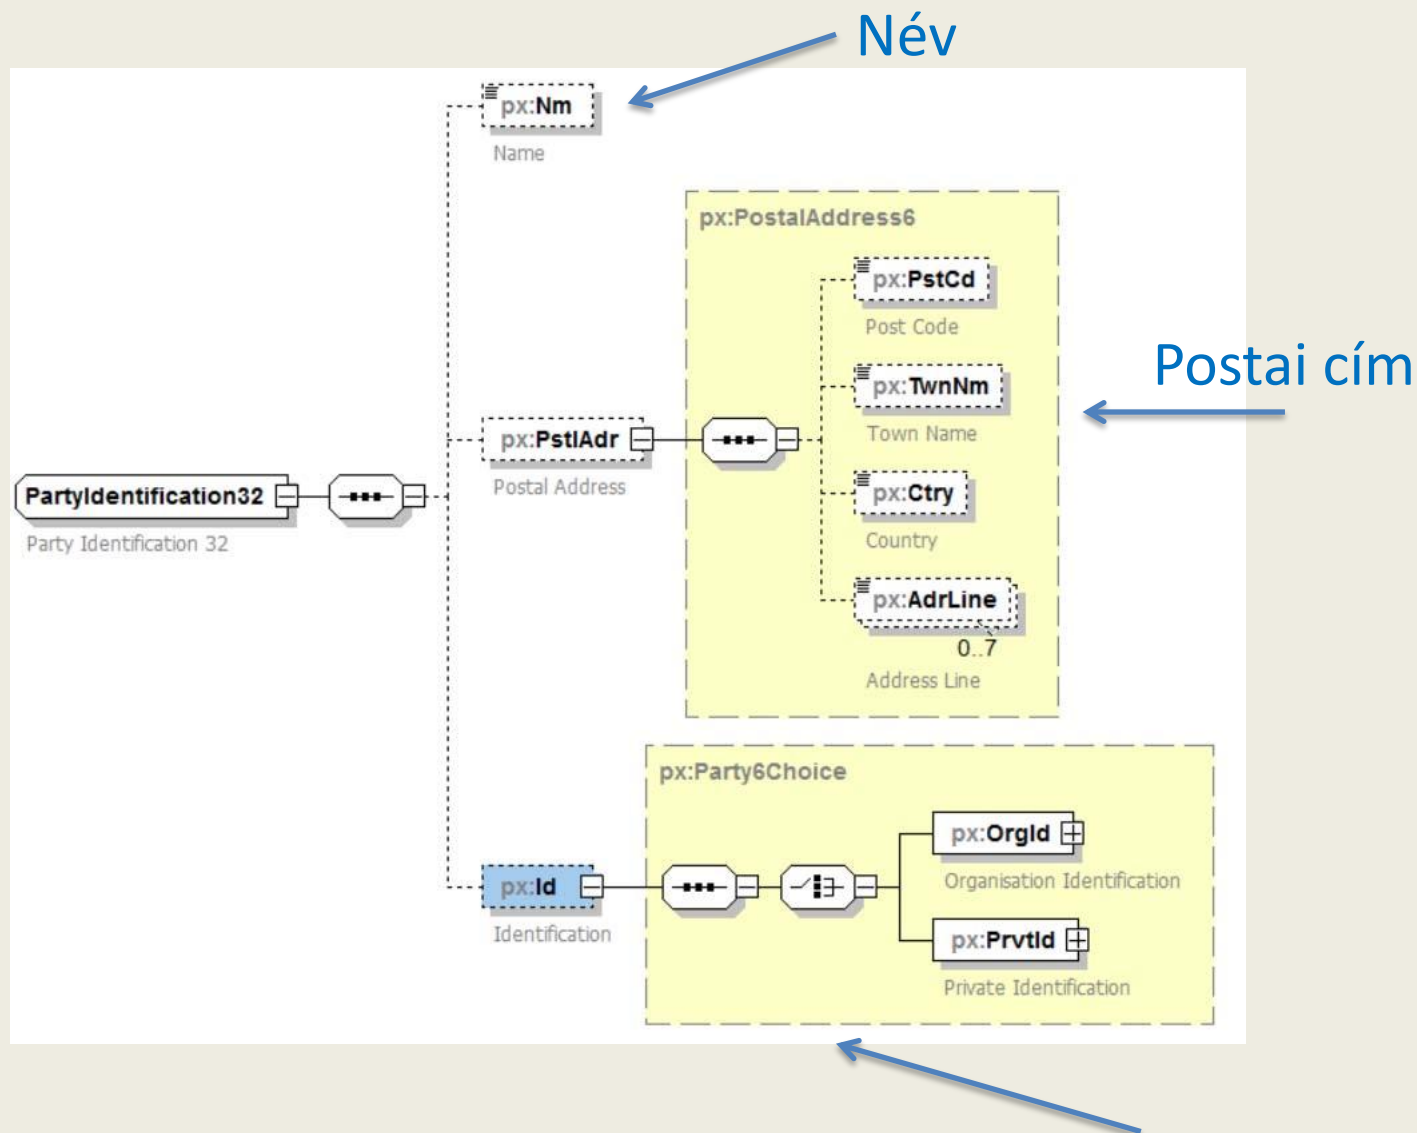 Név
px:Nm
Name
px:PostalAddress6
px:PstCd
Post Code
px:TwnNm
Town Name
Postai cím
px:PstlAdr
Postal Address
px:Ctry
Country
PartyIdentification32
Party Identification 32
px:AdrLine
0..7
Address Line
px:Party6Choice
px:OrgId
Organisation Identification
px:Id
Identification
px:PrvtId
Private Identification